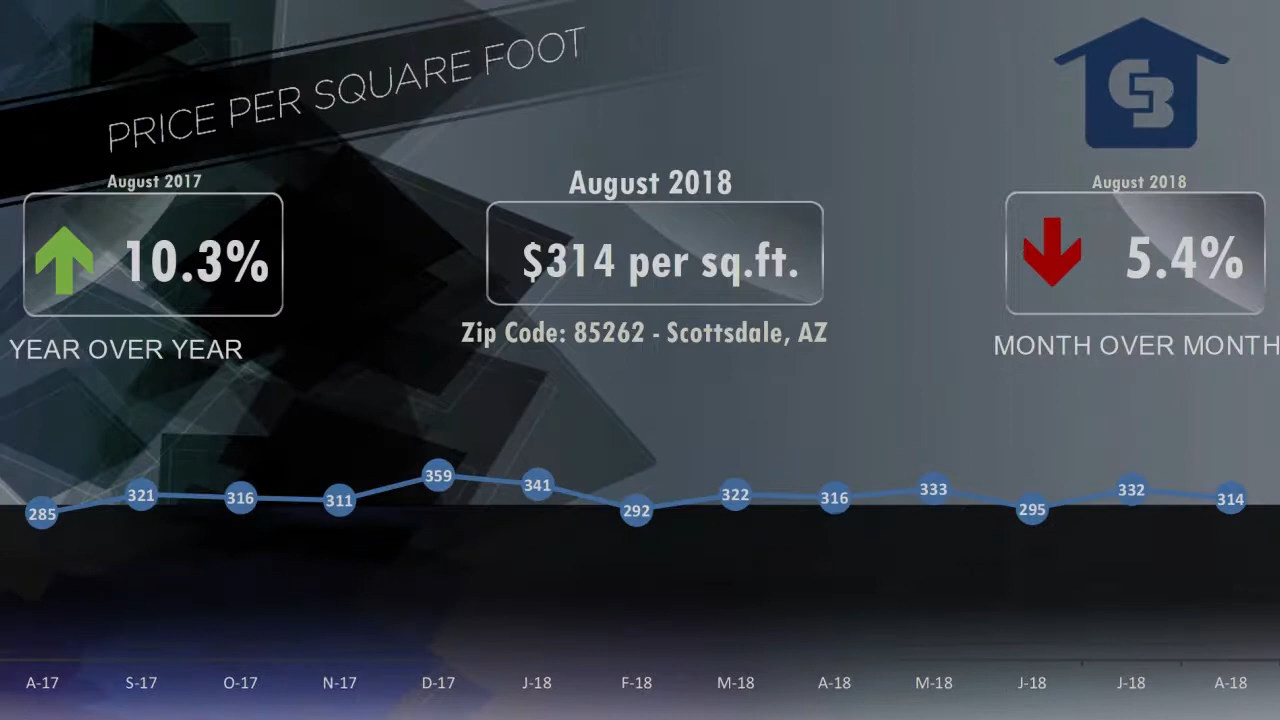 PRICE PER SQUARE FOOT
CB
August 2017
10.3%
YEAR OVER YEAR
August 2018
$314 per sq.ft.
Zip Code: 85262 - Scottsdale, AZ
August 2018
5.4%
MONTH OVER MONTH
285 321 316 311 359 341 292 322 316 333 295 332 314
A-17 S-17 O-17 N-17 D-17 J-18 F-18 M-18 A-18 M-18 J-18 J-18 A-18